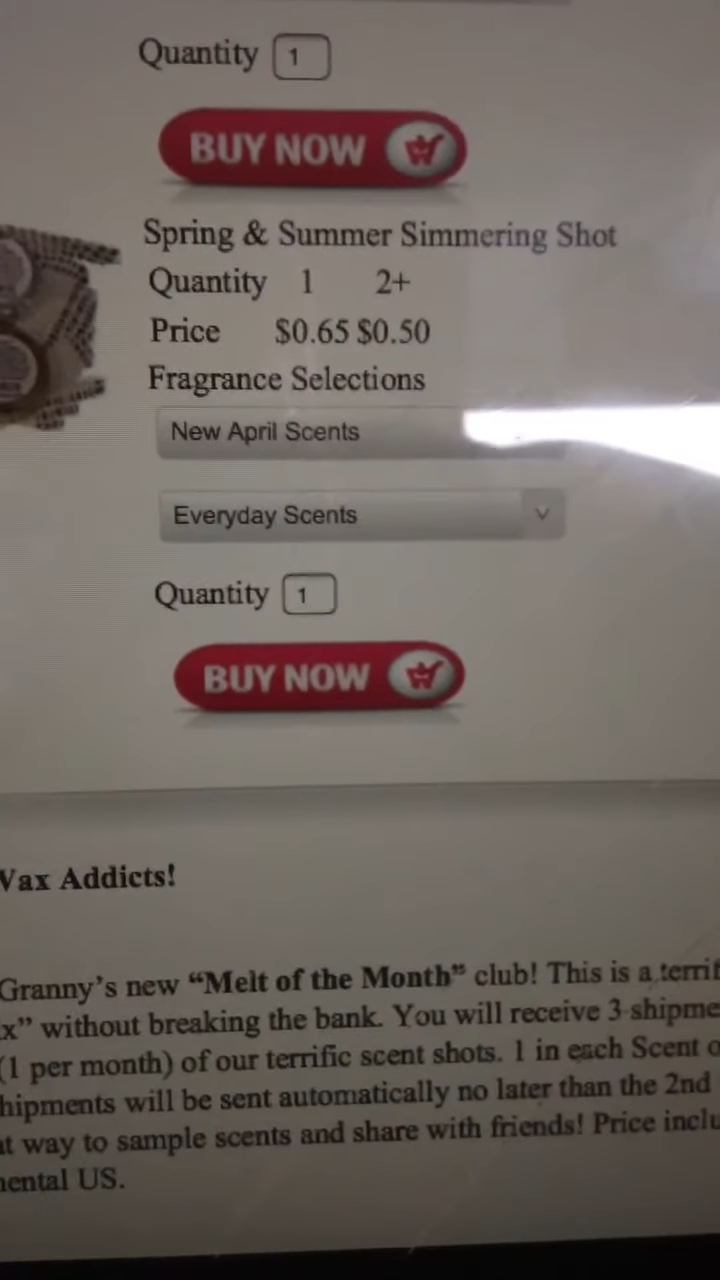 Quantity 1
BUY NOW
Spring & Summer Simmering Shot
Quantity 1 2+
Price $0.65 $0.50
Fragrance Selections
New April Scents
Everyday Scents
Quantity 1
BUY NOW
Wax Addicts!
Granny's new "Melt of the Month" club! This is a
x" without breaking the bank. You will receive 3
(1 per month) of our terrific scent shots. 1 in each Scent
will be sent automatically no later than the 2nd
way to sample scents and share with friends! Price
US.